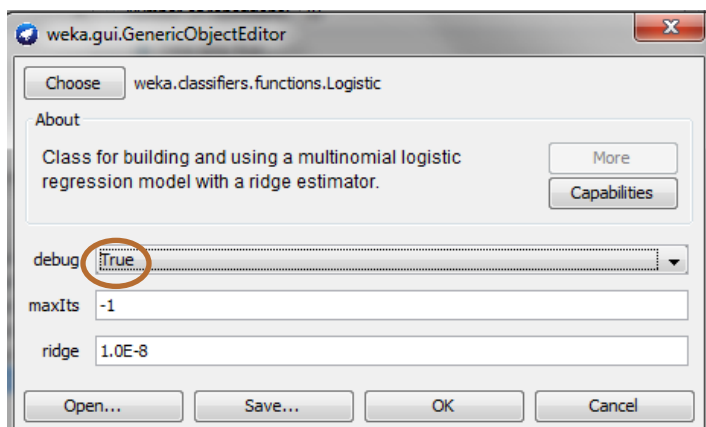 weka.gui.GenericObjectEditor
Choose weka.classifiers.functions.Logistic
About
Class for building and using a multinomial logistic
regression model with a ridge estimator.
More
Capabilities
debug True
maxIts -1
ridge 1.0E-8
Open... Save... OK Cancel